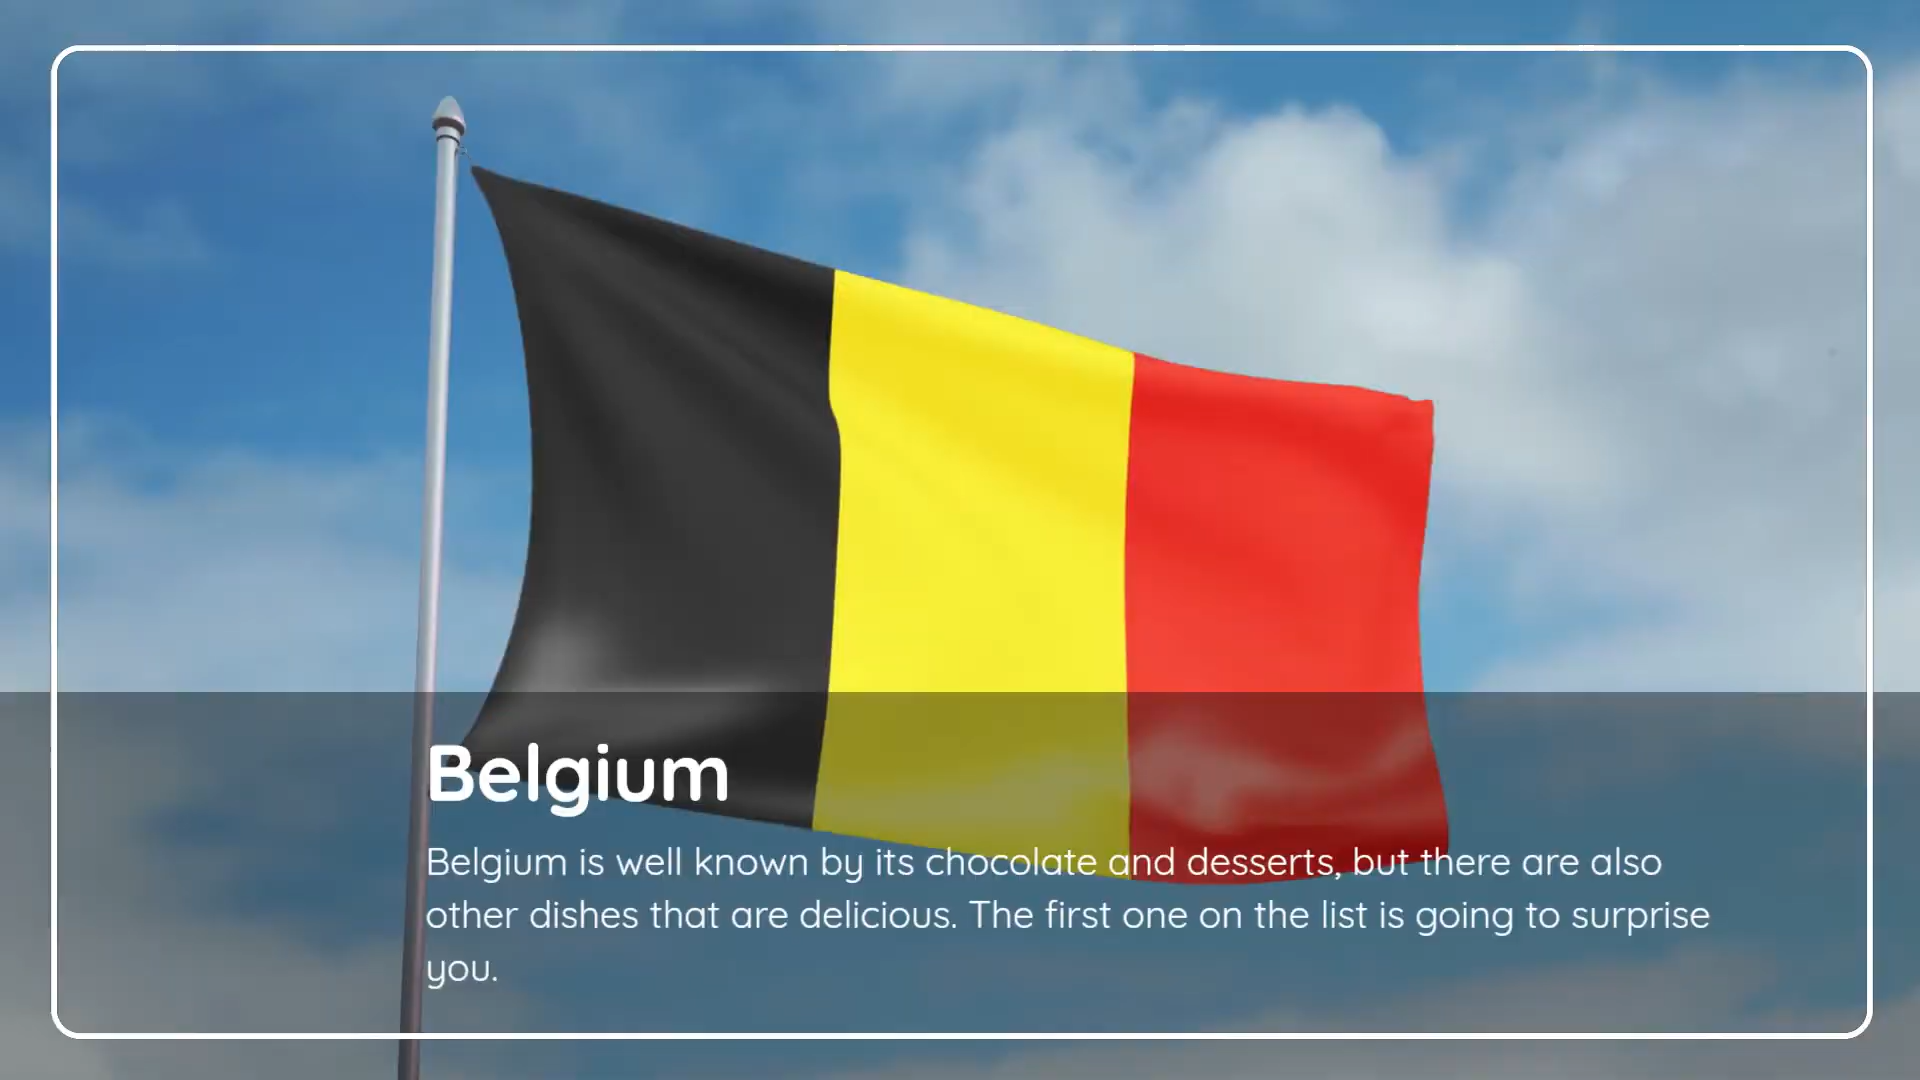 Belgium
Belgium is well known by its chocolate and desserts, but there are also
other dishes that are delicious. The first one on the list is going to surprise
you.